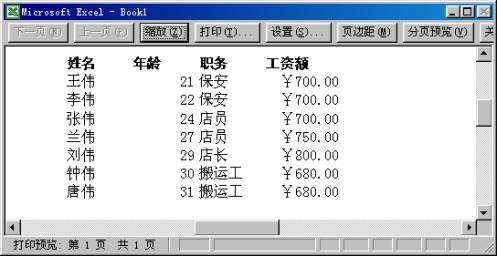 Microsoft Excel - Book1
下一页(N) 上一页(P) 缩放(Z) 打印(T)... 设置(S)... 页边距(M) 分页预览(V) 关
姓名 年龄 职务 工资额
王伟 21 保安 ￥700.00
李伟 22 保安 ￥700.00
张伟 24 店员 ￥700.00
兰伟 27 店员 ￥750.00
刘伟 29 店长 ￥800.00
钟伟 30 搬运工 ￥680.00
唐伟 31 搬运工 ￥680.00
打印预览: 第 1 页 共 1 页